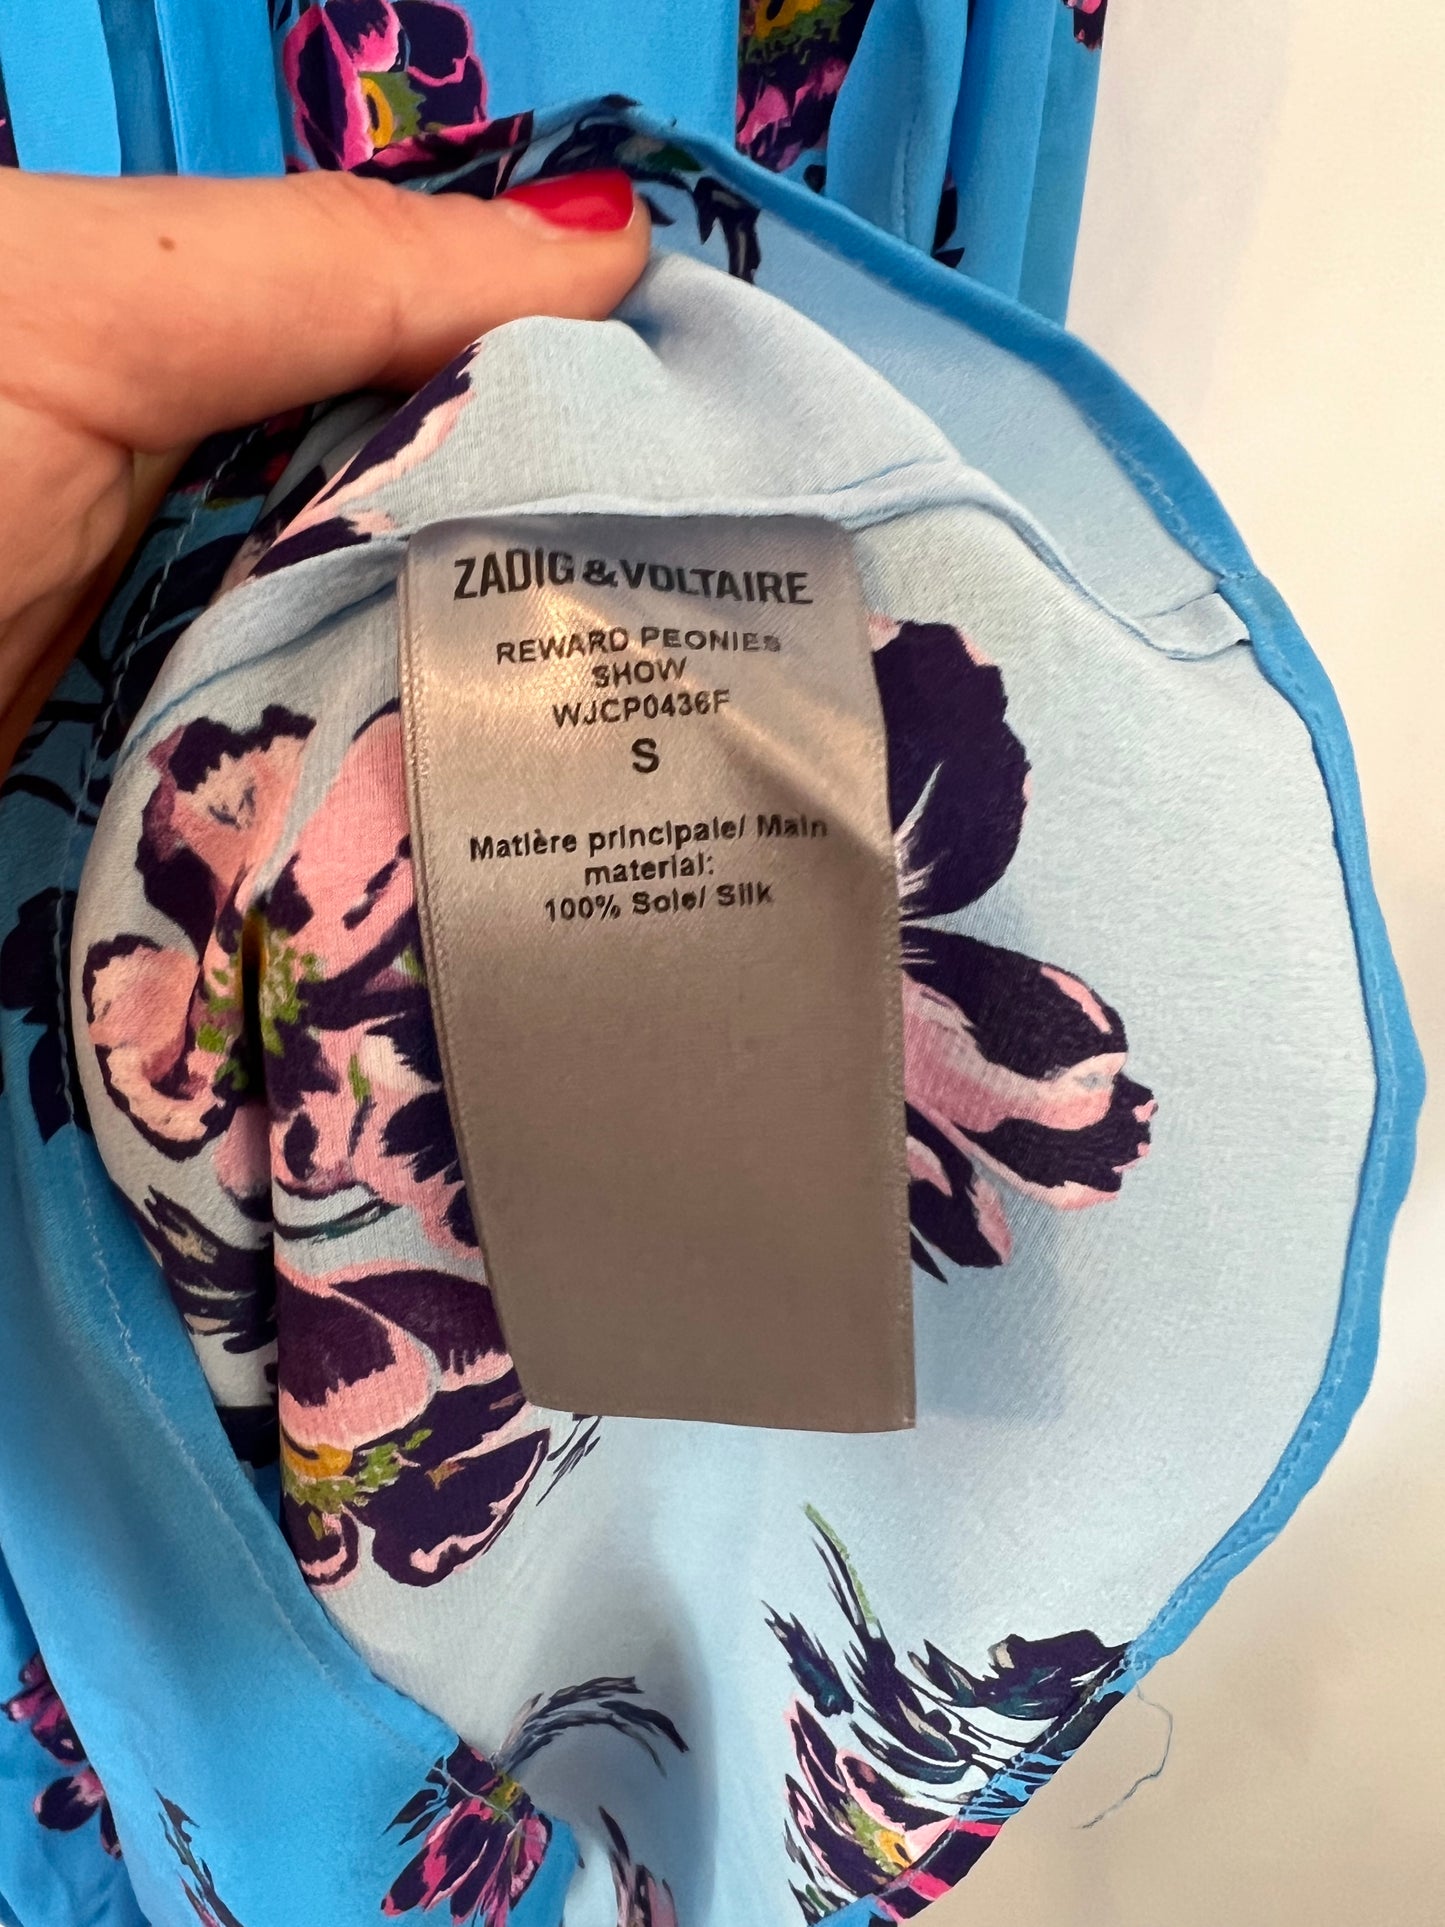 ZADIG & VOLTAIRE
REWARD PEONIES
SHOW
WJCP0436F
S
Matière principale/ Main
material:
100% Soie/ Silk